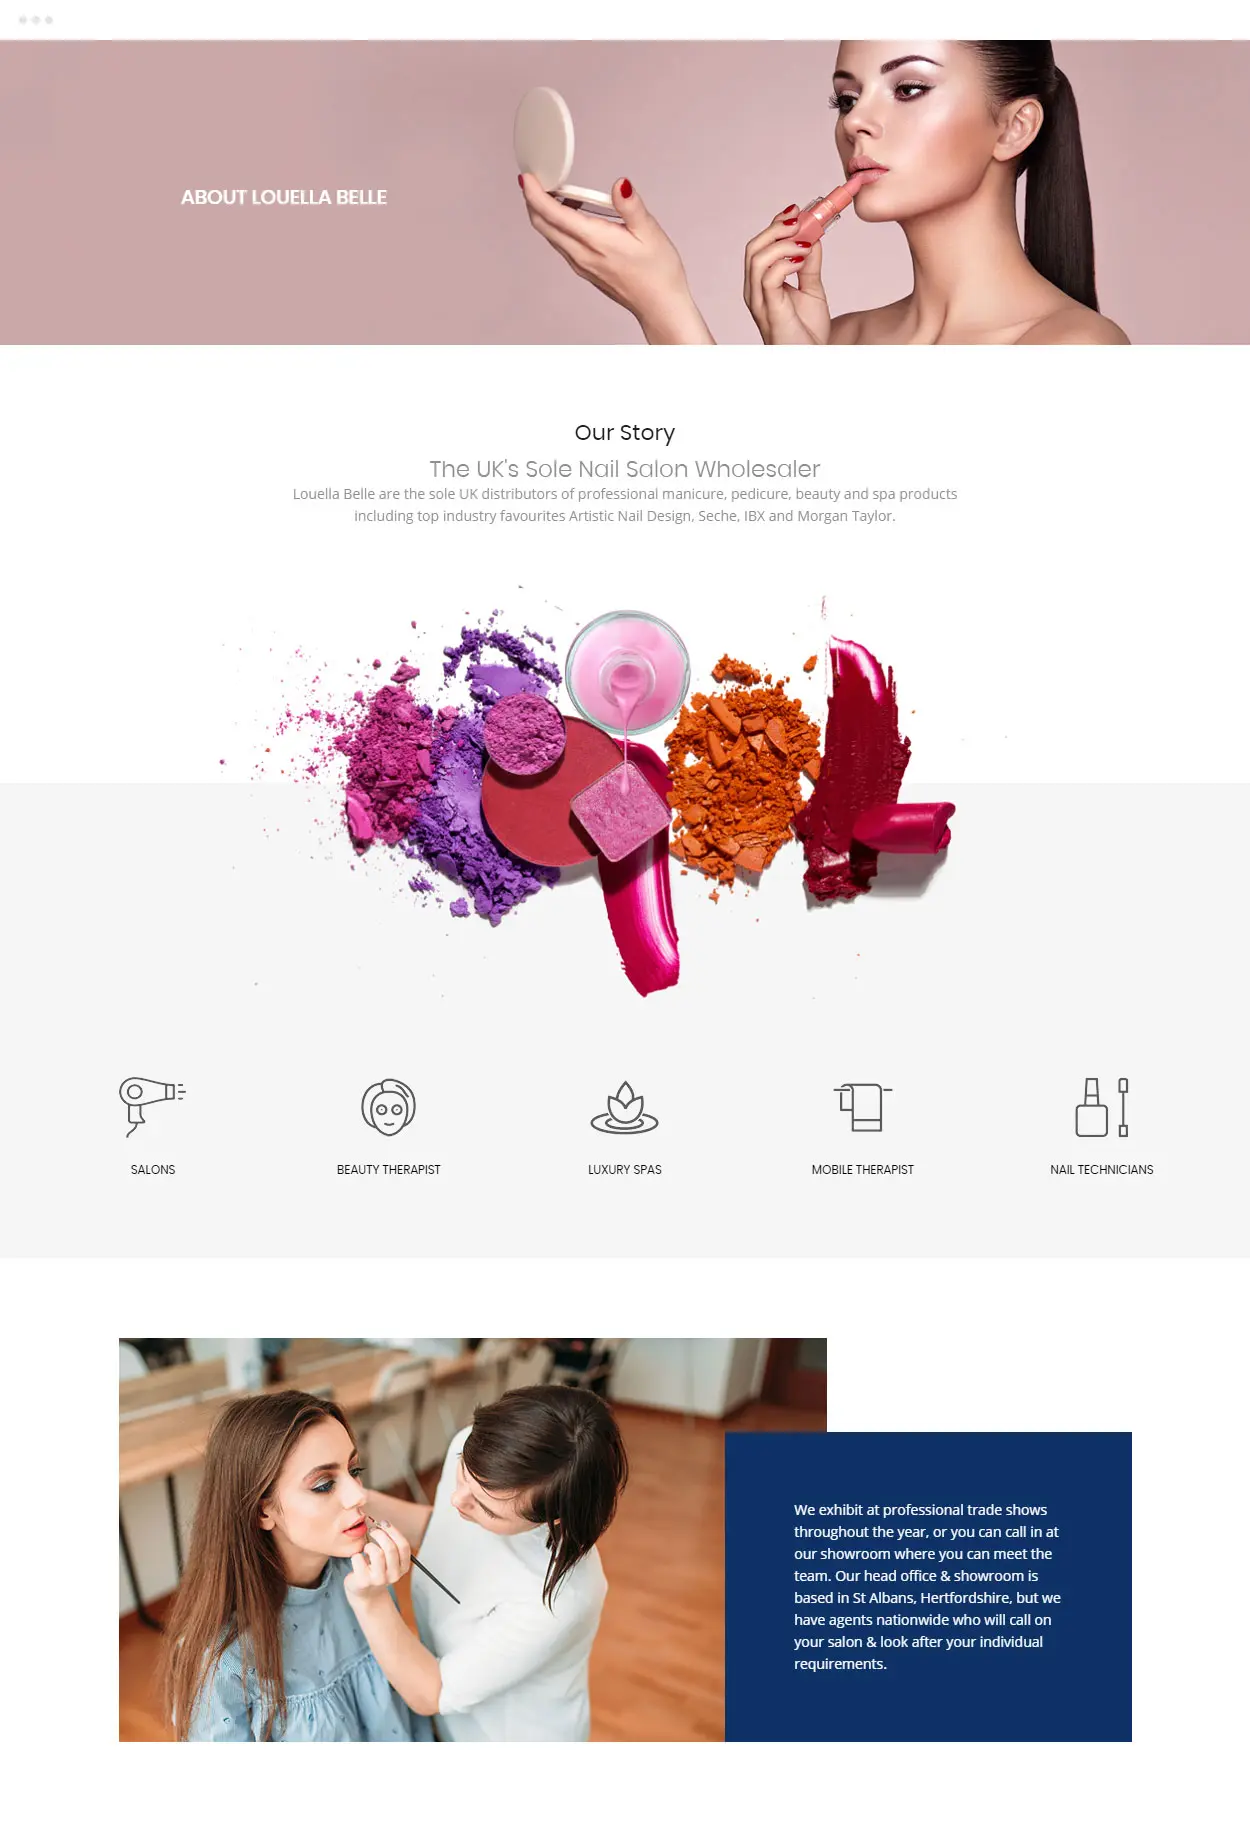 ABOUT LOUELLA BELLE
Our Story
The UK's Sole Nail Salon Wholesaler
Louella Belle are the sole UK distributors of professional manicure, pedicure, beauty and spa products
including top industry favourites Artistic Nail Design, Seche, IBX and Morgan Taylor.
SALONS
BEAUTY THERAPIST
LUXURY SPAS
MOBILE THERAPIST
NAIL TECHNICIANS
We exhibit at professional trade shows
throughout the year, or you can call in at
our showroom where you can meet the
team. Our head office & showroom is
based in St Albans, Hertfordshire, but we
have agents nationwide who will call on
your salon & look after your individual
requirements.